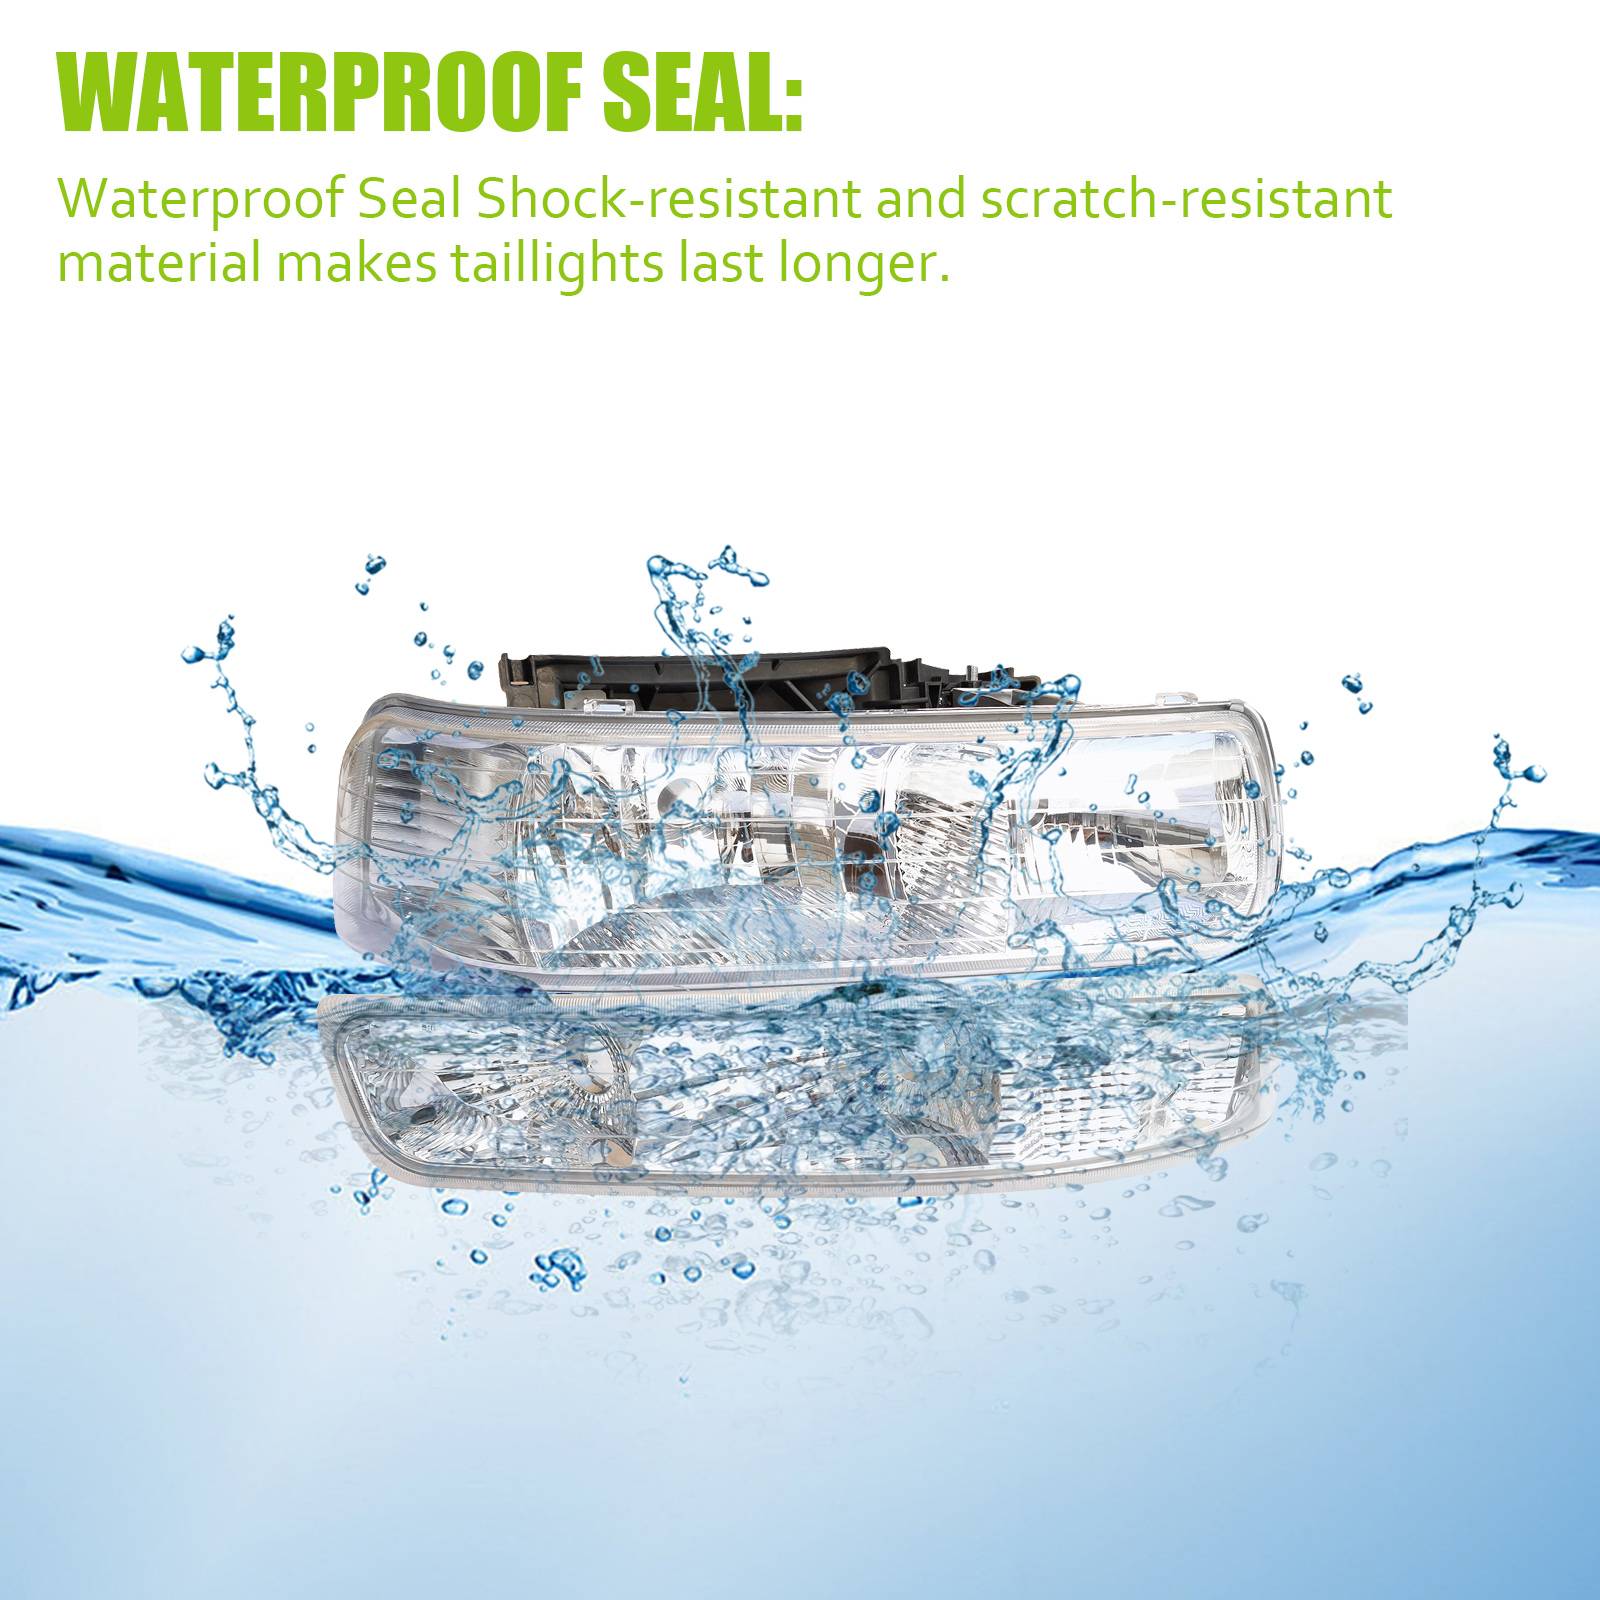 WATERPROOF SEAL:
Waterproof Seal Shock-resistant and scratch-resistant
material makes taillights last longer.